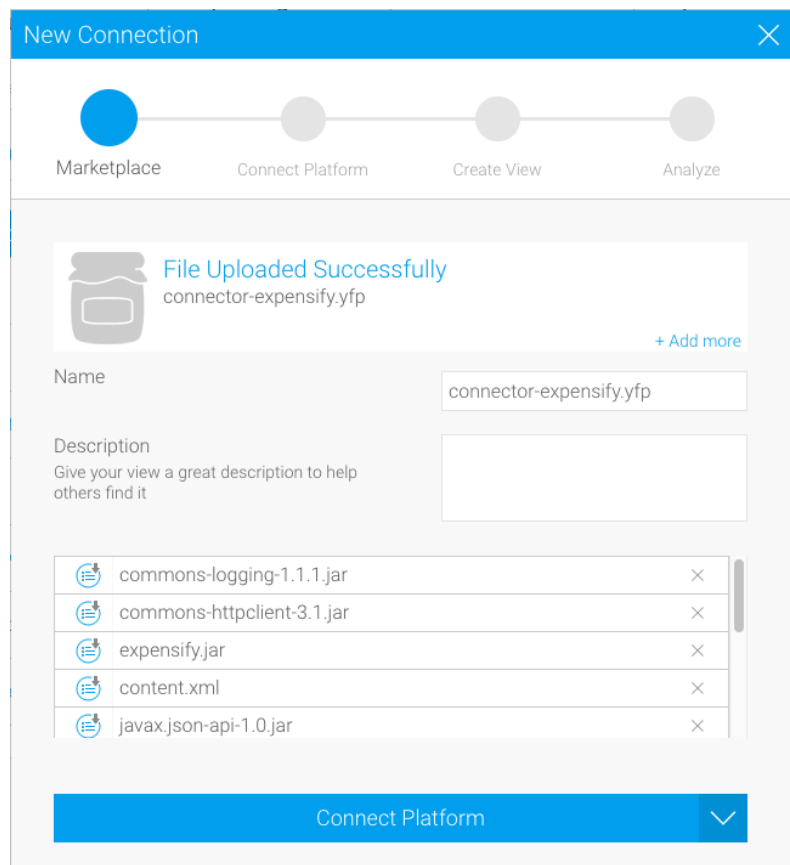 New Connection
Marketplace
Connect Platform
Create View
Analyze
File Uploaded Successfully
connector-expensify.yfp
+ Add more
Name
connector-expensify.yfp
Description
Give your view a great description to help
others find it
commons-logging-1.1.1.jar
commons-httpclient-3.1.jar
expensify.jar
content.xml
javax.json-api-1.0.jar
Connect Platform